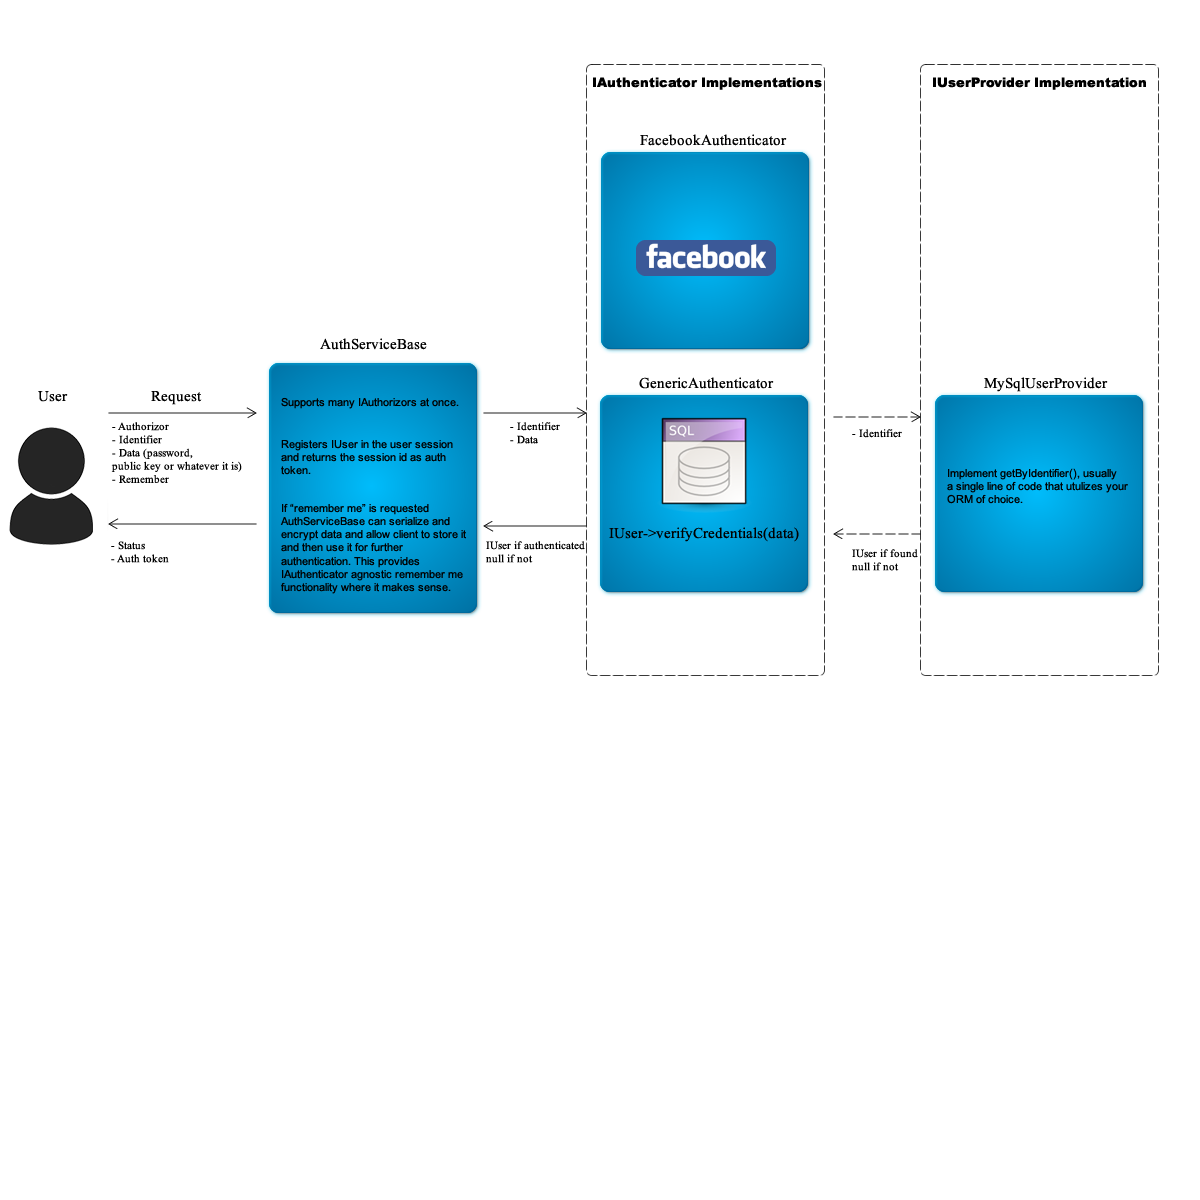 IAuthenticator Implementations
IUserProvider Implementation
FacebookAuthenticator
facebook
AuthServiceBase
User
Request
- Authorizor
- Identifier
- Data (password,
public key or whatever it is)
- Remember
- Status
- Auth token
Supports many IAuthorizors at once.
Registers IUser in the user session
and returns the session id as auth
token.
If “remember me” is requested
AuthServiceBase can serialize and
encrypt data and allow client to store it
and then use it for further
authentication. This provides
IAuthenticator agnostic remember me
functionality where it makes sense.
- Identifier
- Data
IUser if authenticated
null if not
GenericAuthenticator
SQL
IUser->verifyCredentials(data)
- Identifier
IUser if found
null if not
MySqlUserProvider
Implement getByIdentifier(), usually
a single line of code that utulizes your
ORM of choice.